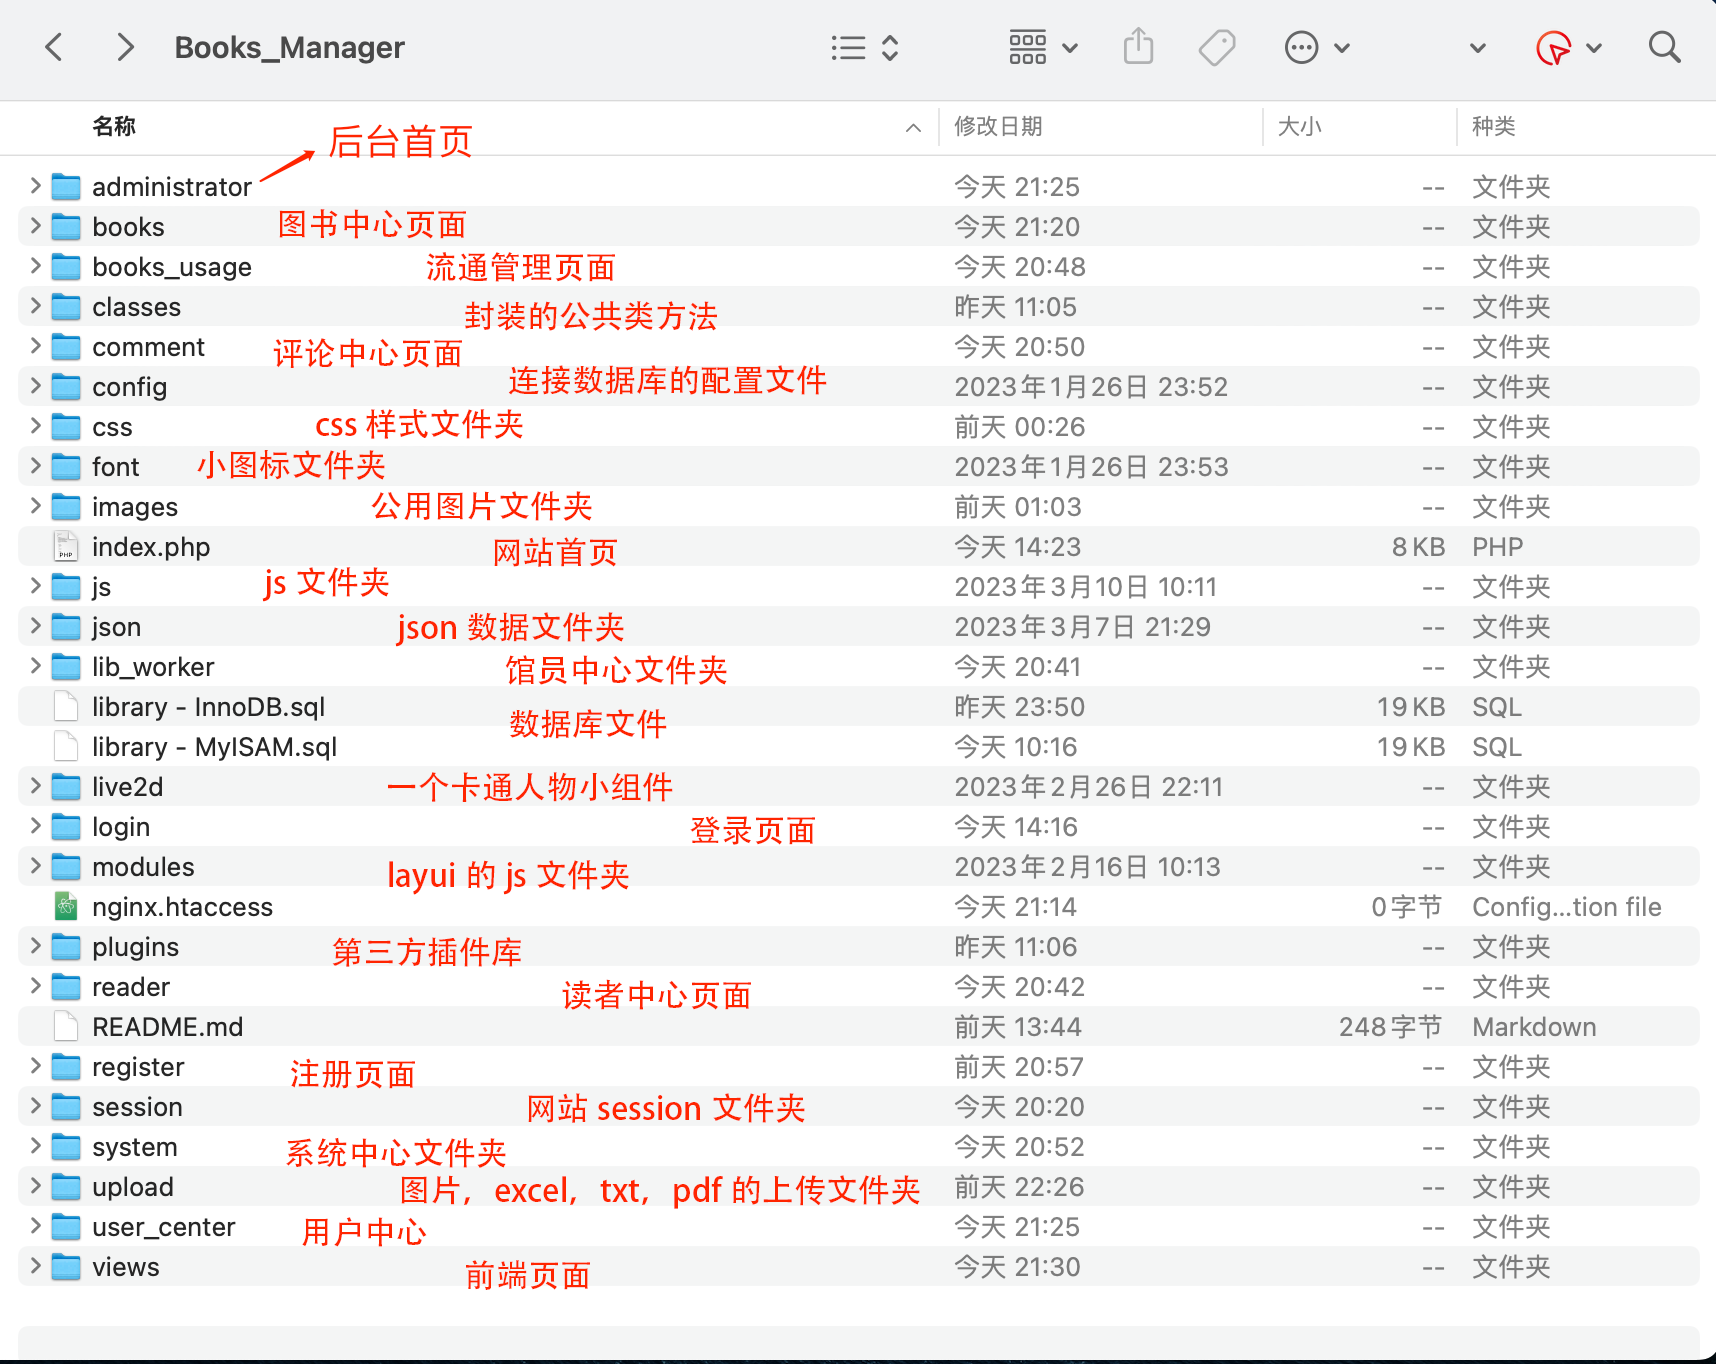 Books_Manager
名称 修改日期 大小 种类
后台首页
administrator 今天 21:25 -- 文件夹
books 图书中心页面 今天 21:20 -- 文件夹
books_usage 流通管理页面 今天 20:48 -- 文件夹
classes 封装的公共类方法 昨天 11:05 -- 文件夹
comment 评论中心页面 今天 20:50 -- 文件夹
config 连接数据库的配置文件 2023年1月26日 23:52 -- 文件夹
css css 样式文件夹 前天 00:26 -- 文件夹
font 小图标文件夹 2023年1月26日 23:53 -- 文件夹
images 公用图片文件夹 前天 01:03 -- 文件夹
PHP index.php 网站首页 今天 14:23 8 KB PHP
js js 文件夹 2023年3月10日 10:11 -- 文件夹
json json 数据文件夹 2023年3月7日 21:29 -- 文件夹
lib_worker 馆员中心文件夹 今天 20:41 -- 文件夹
library - InnoDB.sql 昨天 23:50 19 KB SQL
数据库文件
library - MyISAM.sql 今天 10:16 19 KB SQL
live2d 一个卡通人物小组件 2023年2月26日 22:11 -- 文件夹
login 登录页面 今天 14:16 -- 文件夹
modules layui 的 js 文件夹 2023年2月16日 10:13 -- 文件夹
nginx.htaccess 今天 21:14 0字节 Config...tion file
plugins 第三方插件库 昨天 11:06 -- 文件夹
reader 读者中心页面 今天 20:42 -- 文件夹
README.md 前天 13:44 248字节 Markdown
register 注册页面 前天 20:57 -- 文件夹
session 网站 session 文件夹 今天 20:20 -- 文件夹
system 系统中心文件夹 今天 20:52 -- 文件夹
upload 图片，excel，txt，pdf 的上传文件夹 前天 22:26 -- 文件夹
user_center 用户中心 今天 21:25 -- 文件夹
views 前端页面 今天 21:30 -- 文件夹